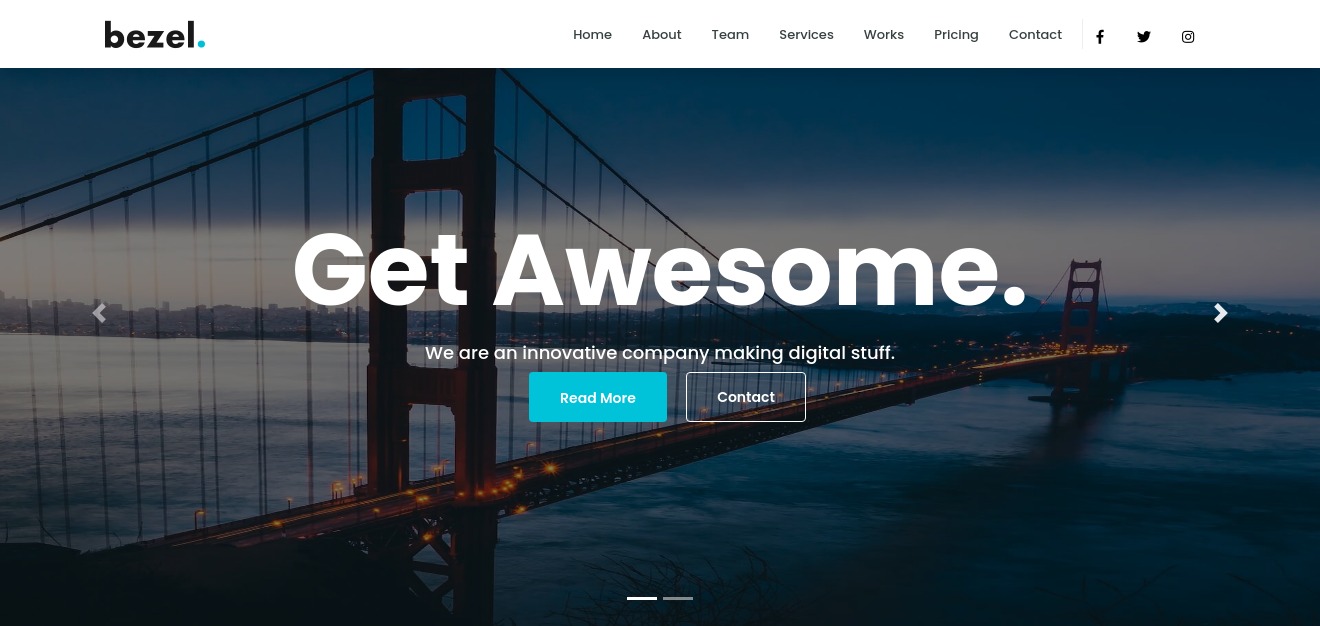 bezel.
Home About Team Services Works Pricing Contact
Get Awesome.
We are an innovative company making digital stuff.
Read More Contact